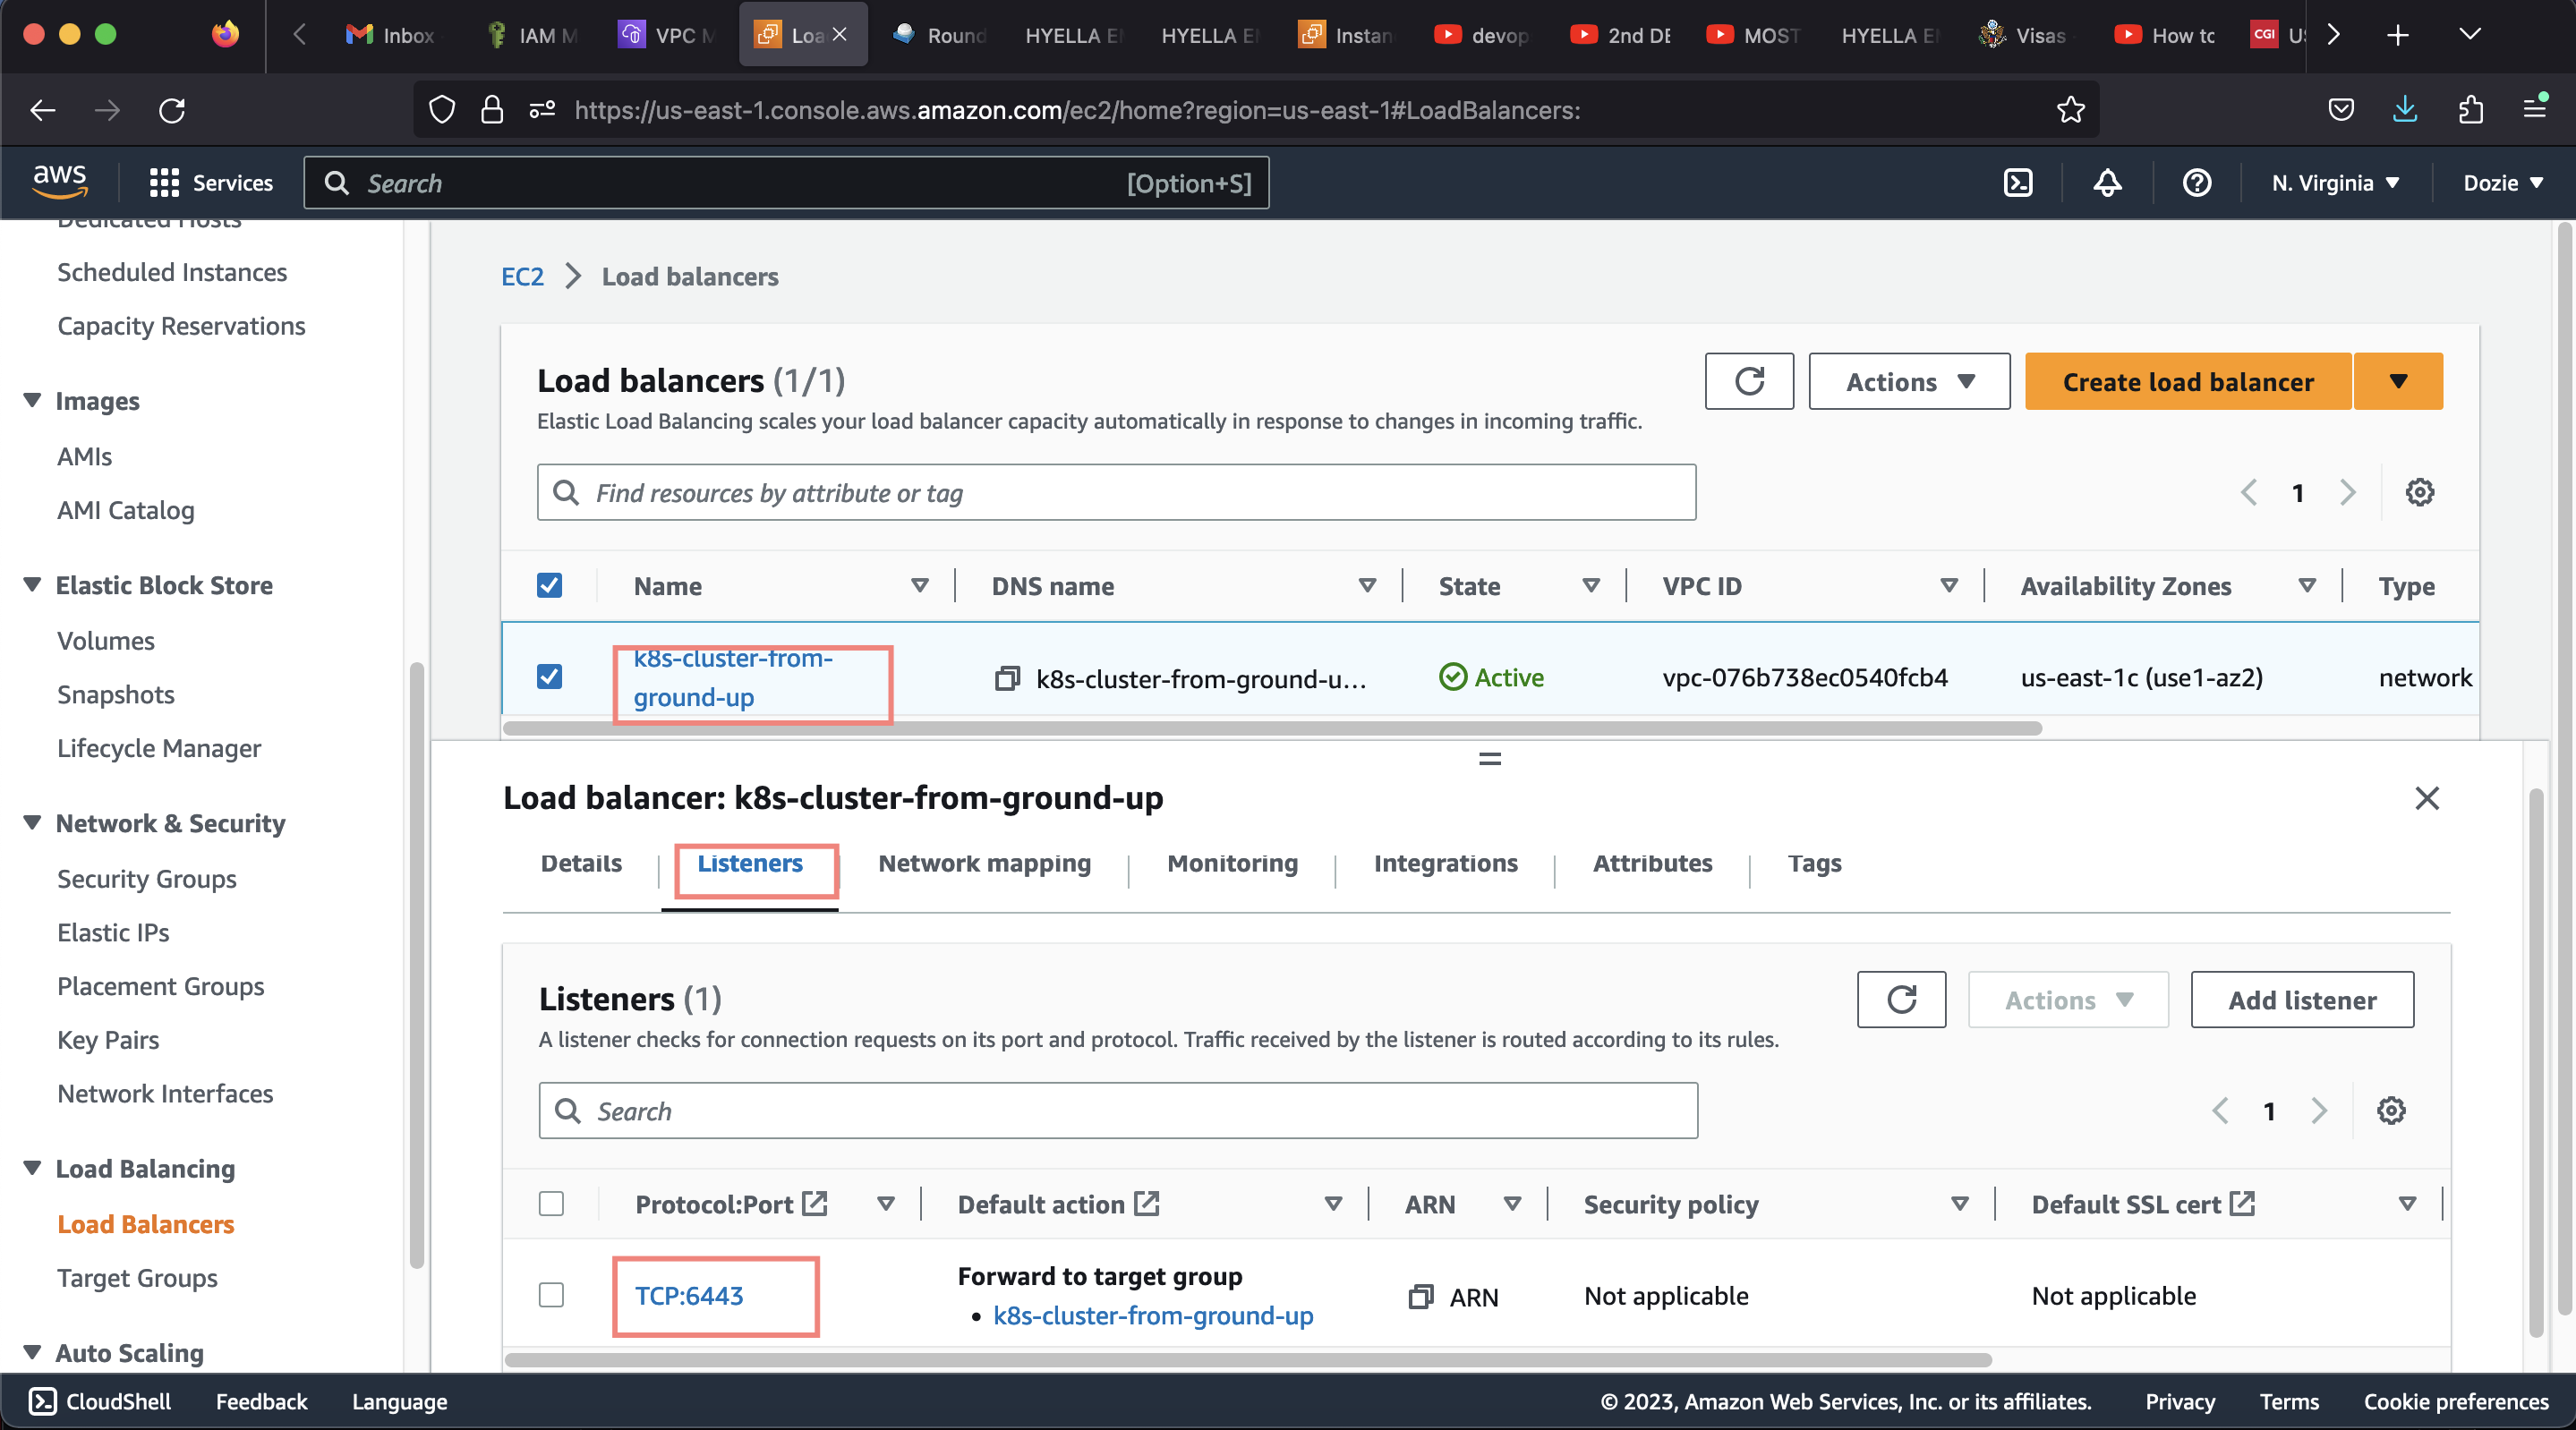 Inbox
IAM M
VPC M
Loa
Round
HYELLA E
HYELLA E
Instan
devop
2nd DE
MOST
HYELLA E
Visas
How to
CGI
https://us-east-1.console.aws.amazon.com/ec2/home?region=us-east-1#LoadBalancers:
aws
Services
Search
[Option+S]
N. Virginia
Dozie
Dedicated Hosts
Scheduled Instances
Capacity Reservations
Images
AMIs
AMI Catalog
Elastic Block Store
Volumes
Snapshots
Lifecycle Manager
Network & Security
Security Groups
Elastic IPs
Placement Groups
Key Pairs
Network Interfaces
Load Balancing
Load Balancers
Target Groups
Auto Scaling
EC2
Load balancers
Load balancers (1/1)
Elastic Load Balancing scales your load balancer capacity automatically in response to changes in incoming traffic.
Actions
Create load balancer
Find resources by attribute or tag
1
Name
DNS name
State
VPC ID
Availability Zones
Type
k8s-cluster-from-
ground-up
k8s-cluster-from-ground-u...
Active
vpc-076b738ec0540fcb4
us-east-1c (use1-az2)
network
Load balancer: k8s-cluster-from-ground-up
Details
Listeners
Network mapping
Monitoring
Integrations
Attributes
Tags
Listeners (1)
A listener checks for connection requests on its port and protocol. Traffic received by the listener is routed according to its rules.
Actions
Add listener
Search
1
Protocol:Port
Default action
ARN
Security policy
Default SSL cert
TCP:6443
Forward to target group
• k8s-cluster-from-ground-up
ARN
Not applicable
Not applicable
CloudShell
Feedback
Language
© 2023, Amazon Web Services, Inc. or its affiliates.
Privacy
Terms
Cookie preferences